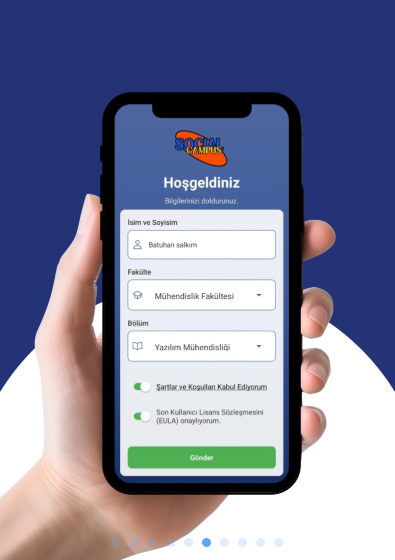 SOCIAL
CAMPUS
Hoşgeldiniz
Bilgilerinizi doldurunuz.
İsim ve Soyisim
Batuhan salkım
Fakülte
Mühendislik Fakültesi
Bölüm
Yazılım Mühendisliği
Şartlar ve Koşulları Kabul Ediyorum
Son Kullanıcı Lisans Sözleşmesini
(EULA) onaylıyorum.
Gönder